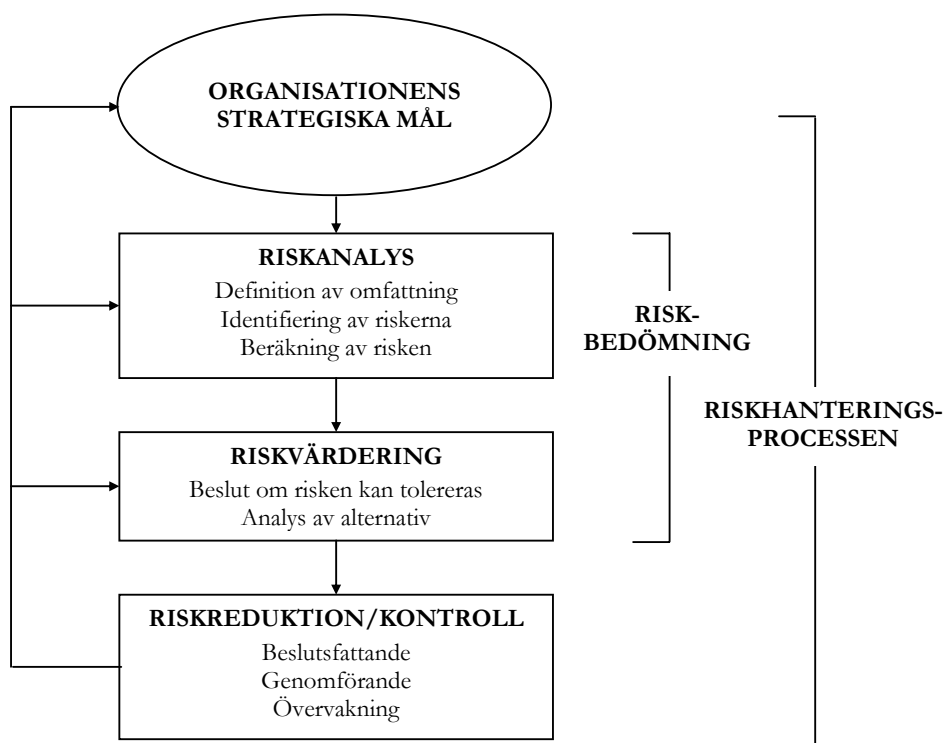 ORGANISATIONENS
STRATEGISKA MÅL
RISKANALYS
Definition av omfattning
Identifiering av riskerna
Beräkning av risken
RISK-
BEDÖMNING
RISKHANTERINGS-
PROCESSEN
RISKVÄRDERING
Beslut om risken kan tolereras
Analys av alternativ
RISKREDUKTION/KONTROLL
Beslutsfattande
Genomförande
Övervakning